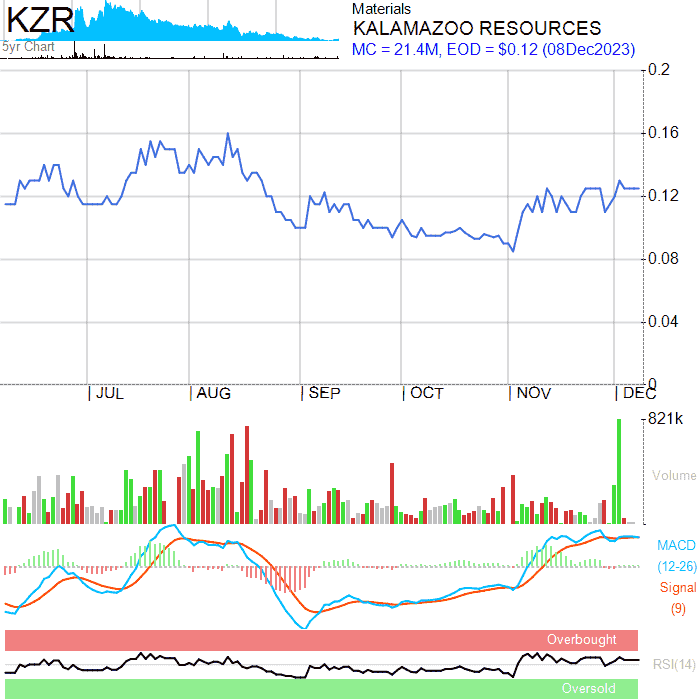 KZR
5yr Chart
Materials
KALAMAZOO RESOURCES
MC = 21.4M, EOD = $0.12 (08Dec2023)
0.2
0.16
0.12
0.08
0.04
0
JUL AUG SEP OCT NOV DEC
821k
Volume
MACD
(12-26)
Signal
(9)
Overbought
RSI(14)
Oversold